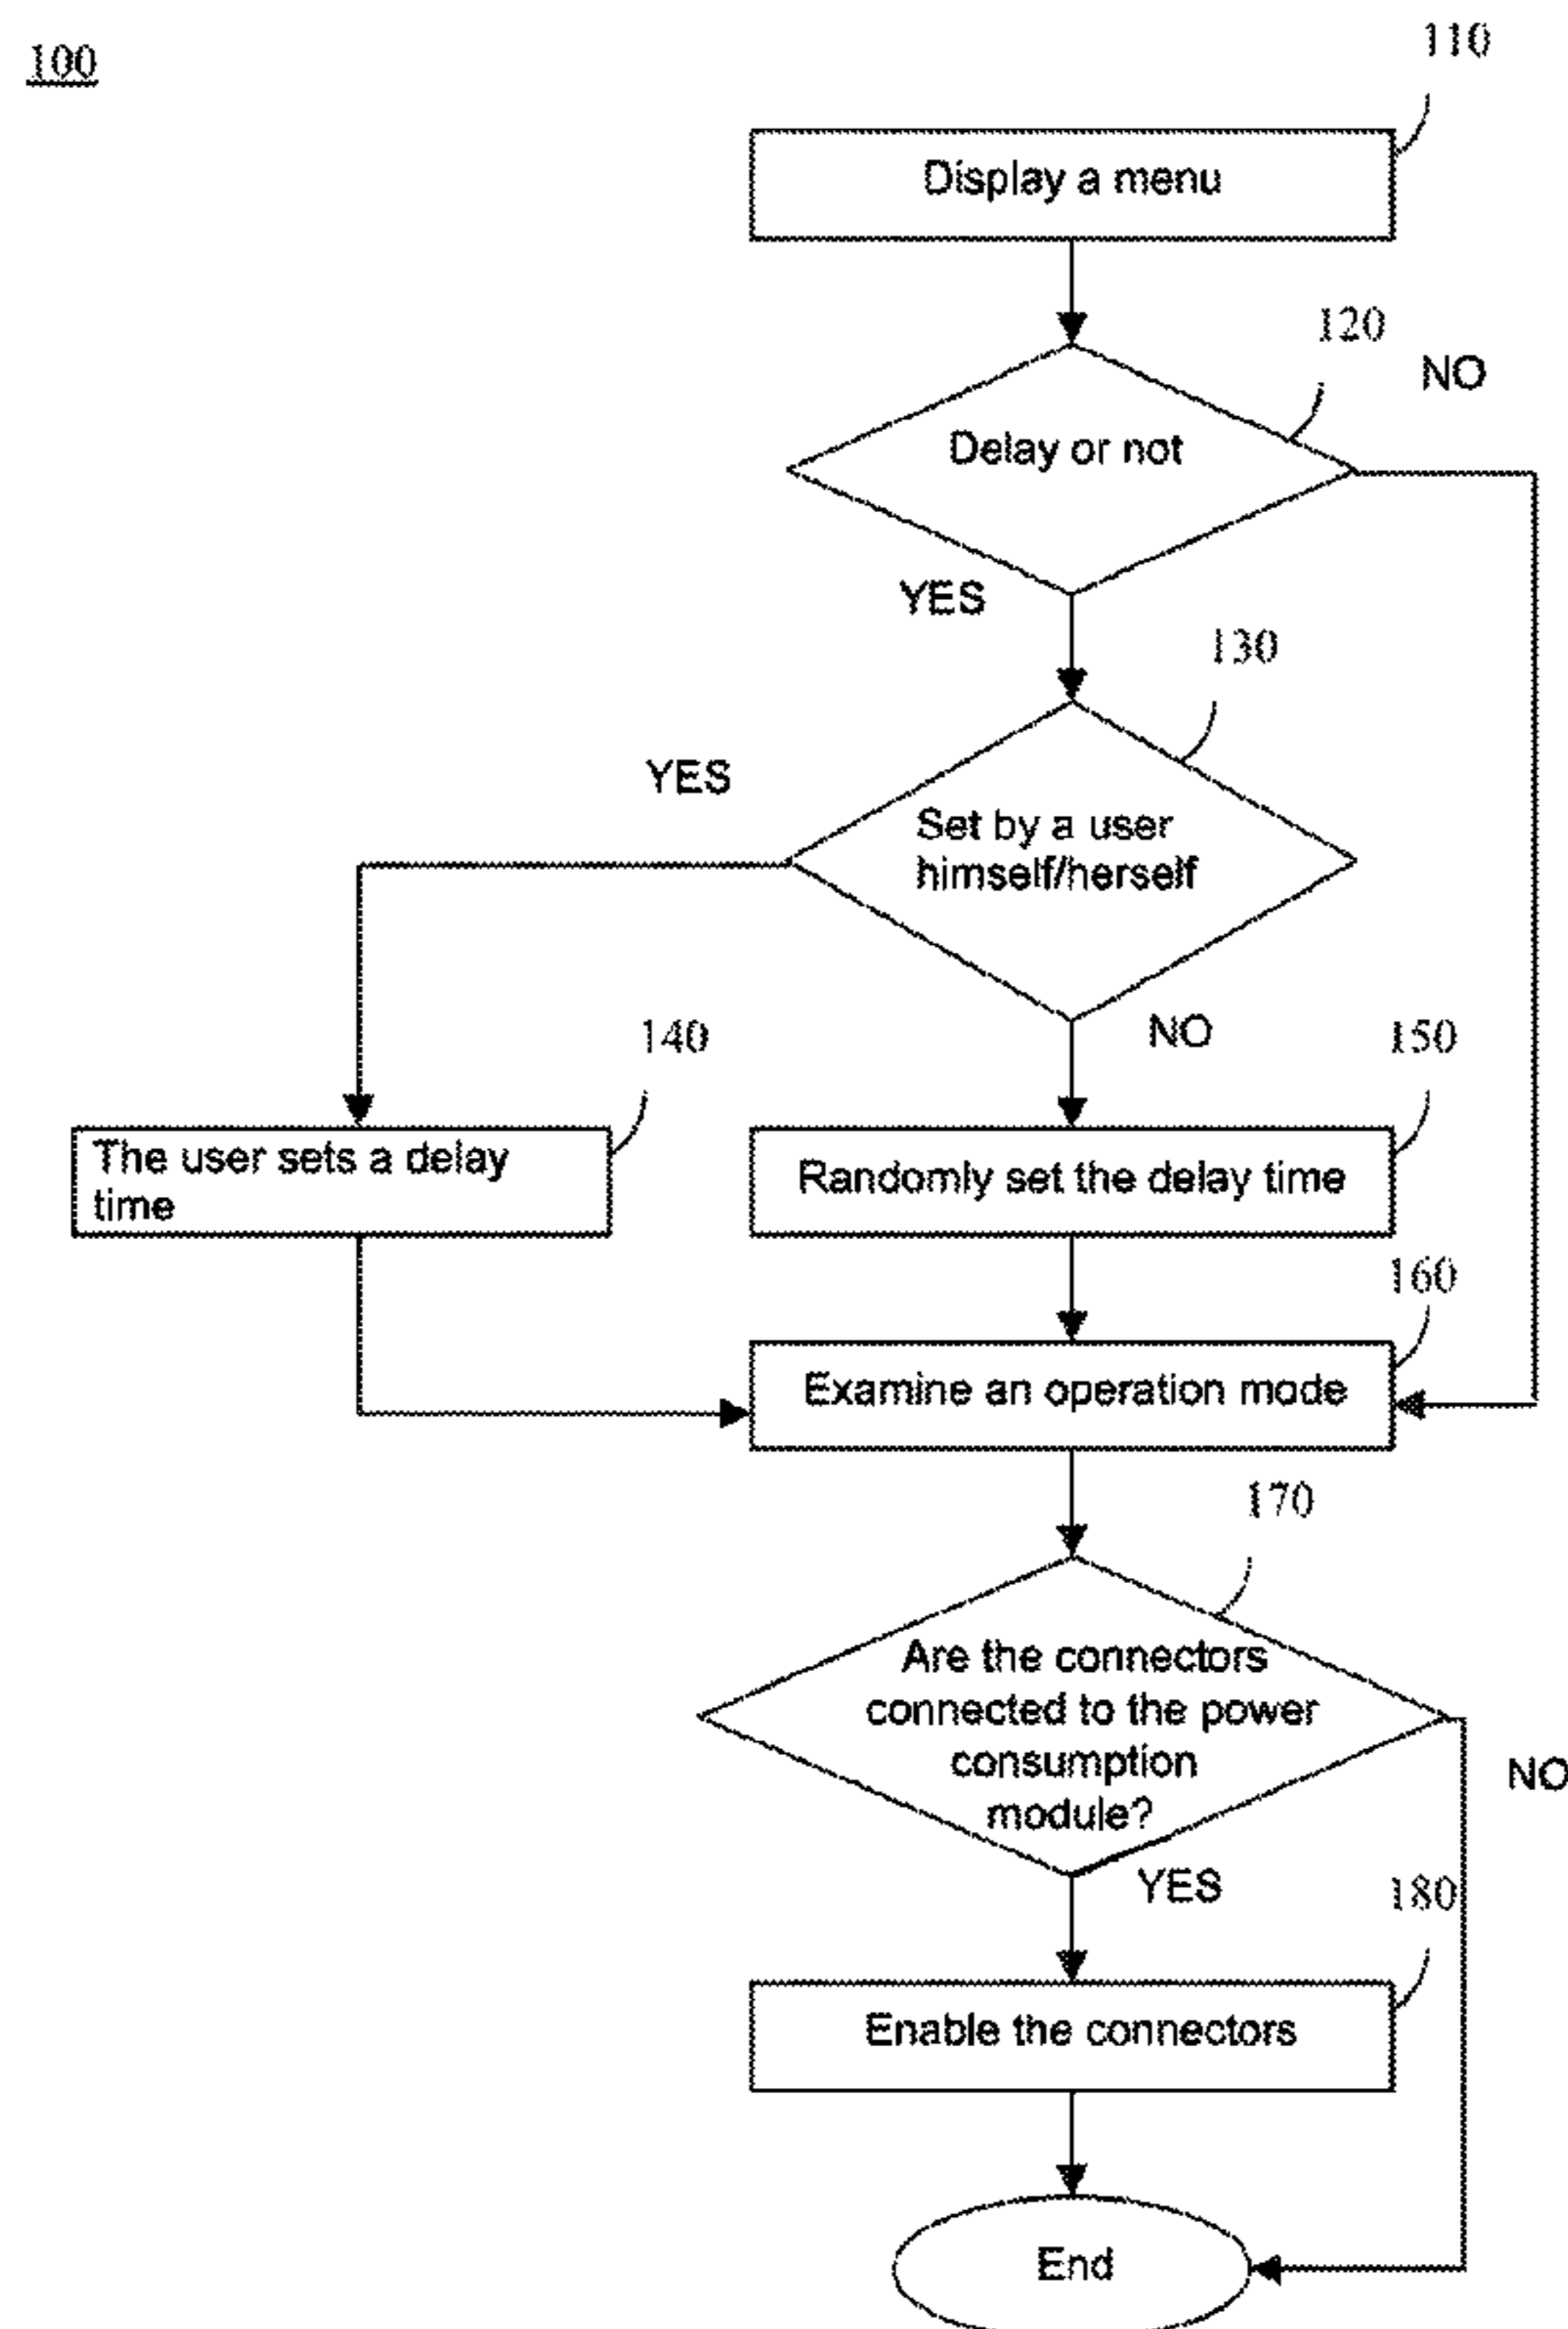 100
110
Display a menu
120
NO
Delay or not
YES
130
YES
Set by a user
himself/herself
NO
140
150
The user sets a delay
time
Randomly set the delay time
160
Examine an operation mode
170
Are the connectors
connected to the power
consumption
module?
NO
YES
180
Enable the connectors
End